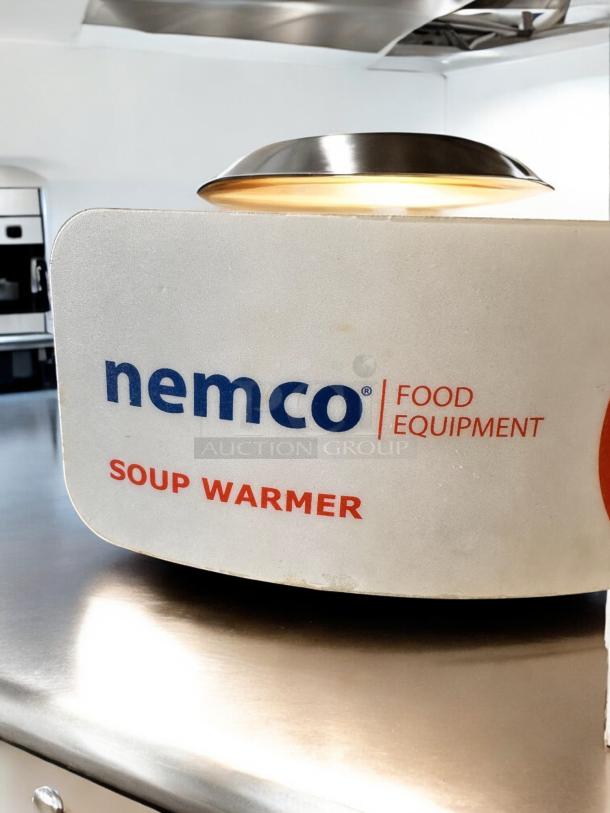 nemco® | FOOD
EQUIPMENT
SOUP WARMER
AUCTION GROUP